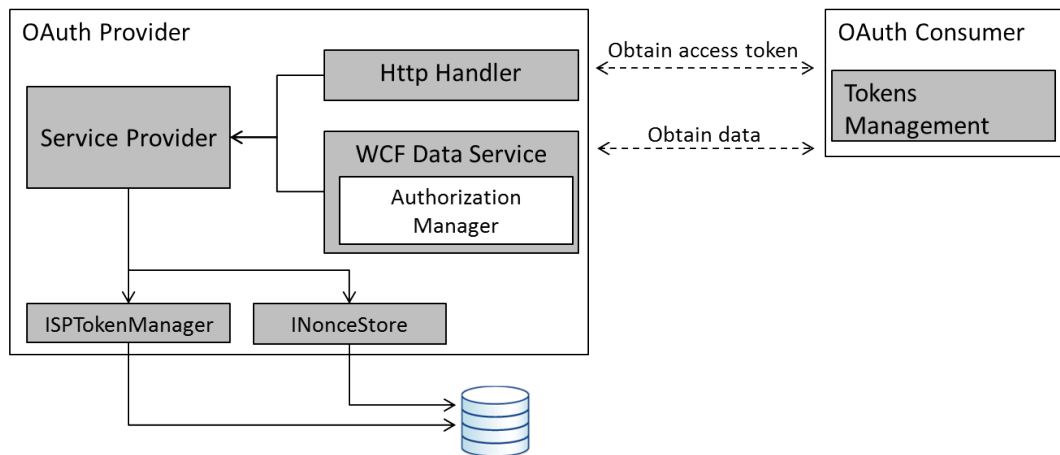 OAuth Provider
Http Handler
Service Provider
WCF Data Service
Authorization
Manager
ISPTokenManager
INonceStore
Obtain access token
Obtain data
OAuth Consumer
Tokens
Management